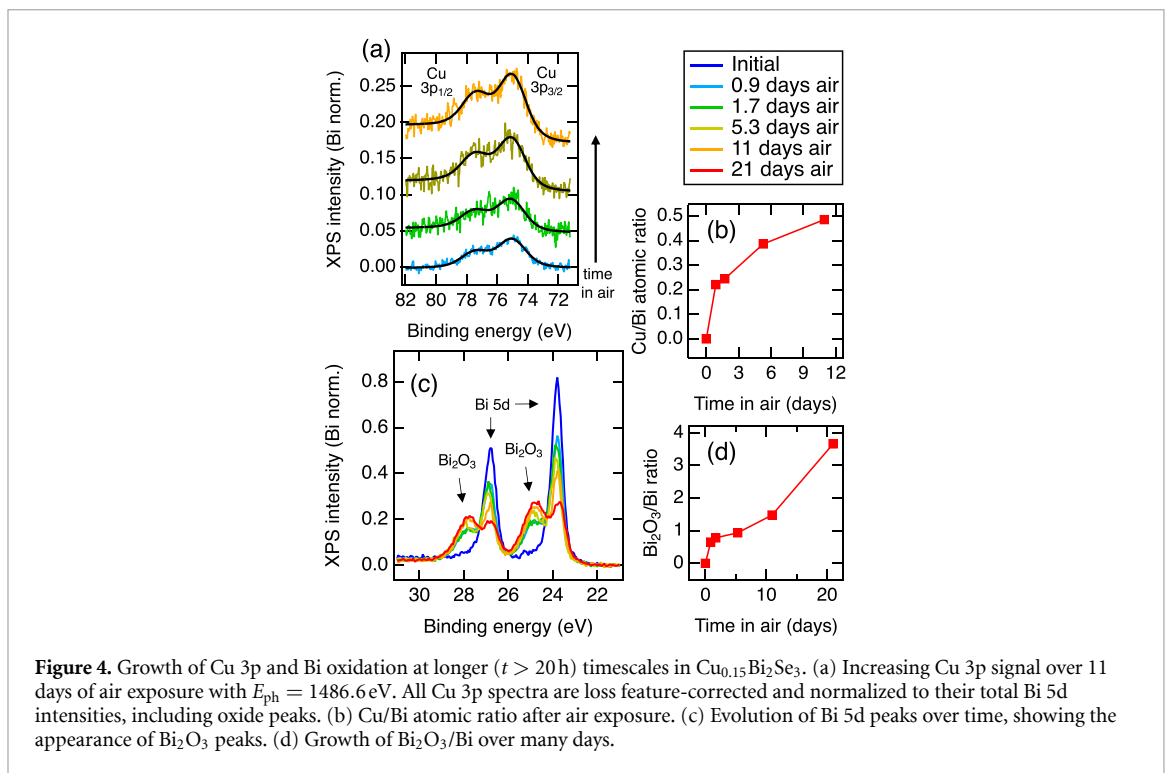 (a)
Cu
3p1/2
Cu
3p3/2
XPS intensity (Bi norm.)
0.25
0.20
0.15
0.10
0.05
0.00
82 80 78 76 74 72
Binding energy (eV)
time
in air
Initial
0.9 days air
1.7 days air
5.3 days air
11 days air
21 days air
(b)
Cu/Bi atomic ratio
0.5
0.4
0.3
0.2
0.1
0.0
0 3 6 9 12
Time in air (days)
(c)
XPS intensity (Bi norm.)
0.8
0.6
0.4
0.2
0.0
Bi 5d
Bi2O3
Bi2O3
30 28 26 24 22
Binding energy (eV)
(d)
Bi2O3/Bi ratio
4
3
2
1
0
0 10 20
Time in air (days)
Figure 4. Growth of Cu 3p and Bi oxidation at longer (t > 20 h) timescales in Cu0.15Bi2Se3. (a) Increasing Cu 3p signal over 11
days of air exposure with Eph = 1486.6 eV. All Cu 3p spectra are loss feature-corrected and normalized to their total Bi 5d
intensities, including oxide peaks. (b) Cu/Bi atomic ratio after air exposure. (c) Evolution of Bi 5d peaks over time, showing the
appearance of Bi2O3 peaks. (d) Growth of Bi2O3/Bi over many days.